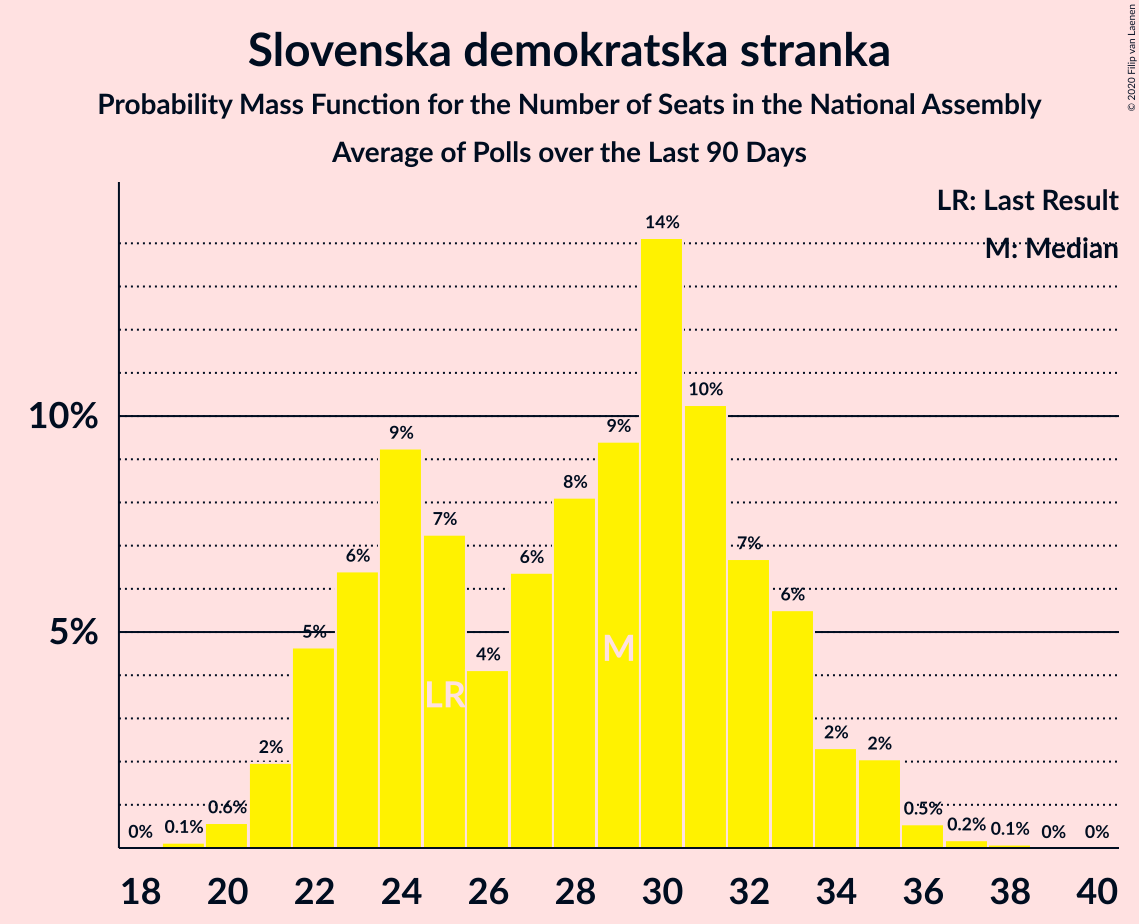 Slovenska demokratska stranka
Probability Mass Function for the Number of Seats in the National Assembly
Average of Polls over the Last 90 Days
© 2020 Filip van Laenen
LR: Last Result
M: Median
14%
10%
10%
9%
9%
8%
7%
7%
6%
6%
6%
5%
5%
4%
M
LR
2%
2%
2%
0.6%
0.5%
0%
0.1%
0.2%
0.1%
0%
0%
18 20 22 24 26 28 30 32 34 36 38 40